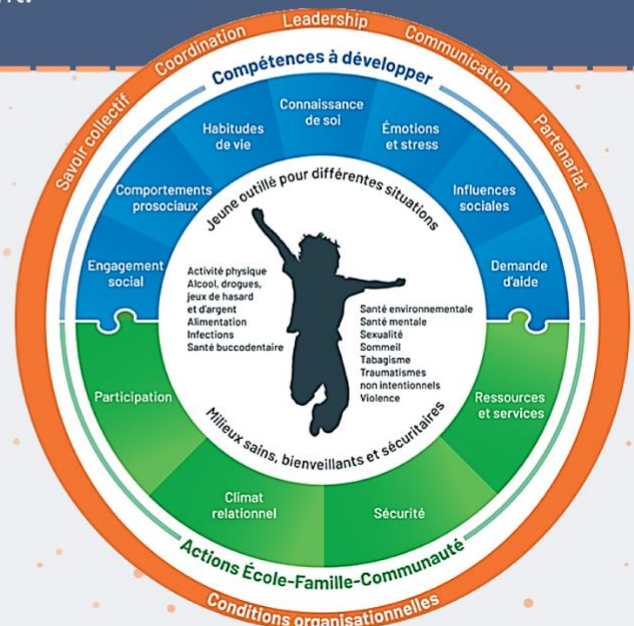 Savoir collectif
Coordination
Leadership
Communication
Partenariat
Compétences à développer
Engagement
social
Comportements
prosociaux
Habitudes
de vie
Connaissance
de soi
Émotions
et stress
Influences
sociales
Demande
d'aide
Jeune outillé pour différentes situations
Activité physique
Alcool, drogues,
jeux de hasard
et d'argent
Alimentation
Infections
Santé buccodentaire
Santé environnementale
Santé mentale
Sexualité
Sommeil
Tabagisme
Traumatismes
non intentionnels
Violence
Milieux sains, bienveillants et sécuritaires
Participation
Climat
relationnel
Sécurité
Ressources
et services
Actions École-Famille-Communauté
Conditions organisationnelles